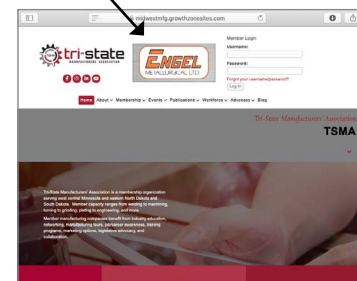 midwestmfg.growthzonesites.com
tri-state
MANUFACTURERS' ASSOCIATION
ENGEL
METALLURGICAL LTD
Member Login
Username:
Password:
Forgot your username/password?
Log In
Home About Membership Events Publications Workforce Advocacy Blog
Tri-State Manufacturers' Association
TSMA
Tri-State Manufacturers' Association is a membership organization
serving west central Minnesota and eastern North Dakota and
South Dakota. Member capacity ranges from welding to machining,
forming to grinding, plating to engineering, and more.
Member manufacturing companies benefit from industry education,
networking, manufacturing tours, pipeline/career awareness, training
programs, marketing options, legislative advocacy, and
collaboration.